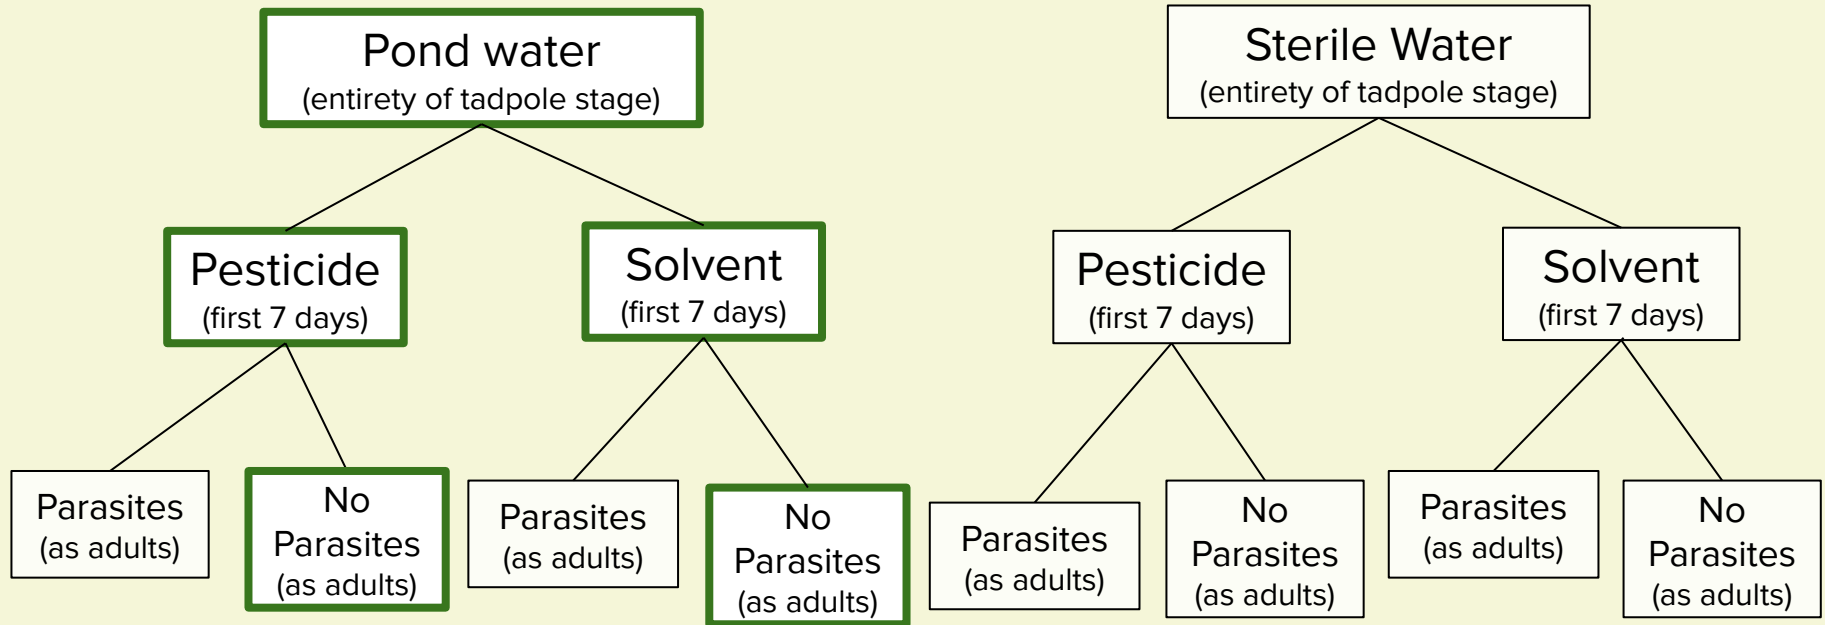 Pond water
(entirety of tadpole stage)
Sterile Water
(entirety of tadpole stage)
Pesticide
(first 7 days)
Solvent
(first 7 days)
Pesticide
(first 7 days)
Solvent
(first 7 days)
Parasites
(as adults)
No
Parasites
(as adults)
Parasites
(as adults)
No
Parasites
(as adults)
Parasites
(as adults)
No
Parasites
(as adults)
Parasites
(as adults)
No
Parasites
(as adults)